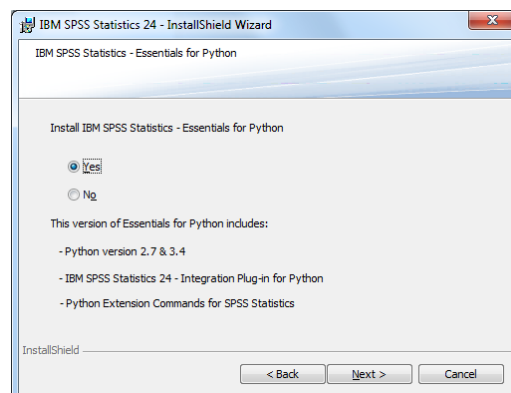 IBM SPSS Statistics 24 - InstallShield Wizard
IBM SPSS Statistics - Essentials for Python
Install IBM SPSS Statistics - Essentials for Python
Yes
No
This version of Essentials for Python includes:
- Python version 2.7 & 3.4
- IBM SPSS Statistics 24 - Integration Plug-in for Python
- Python Extension Commands for SPSS Statistics
InstallShield
< Back Next > Cancel